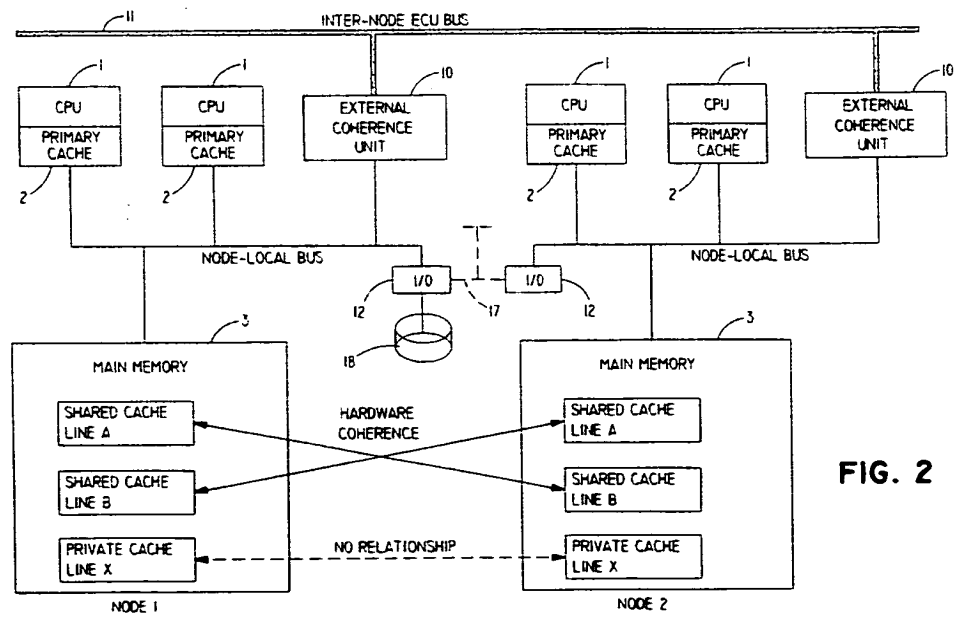 11
INTER-NODE ECU BUS
1
1
10
1
1
10
CPU
PRIMARY
CACHE
CPU
PRIMARY
CACHE
EXTERNAL
COHERENCE
UNIT
CPU
PRIMARY
CACHE
CPU
PRIMARY
CACHE
EXTERNAL
COHERENCE
UNIT
2
2
2
2
NODE-LOCAL BUS
NODE-LOCAL BUS
I/O
I/O
12
17
12
18
3
3
MAIN MEMORY
MAIN MEMORY
SHARED CACHE
LINE A
HARDWARE
COHERENCE
SHARED CACHE
LINE A
SHARED CACHE
LINE B
SHARED CACHE
LINE B
FIG. 2
PRIVATE CACHE
LINE X
NO RELATIONSHIP
PRIVATE CACHE
LINE X
NODE 1
NODE 2